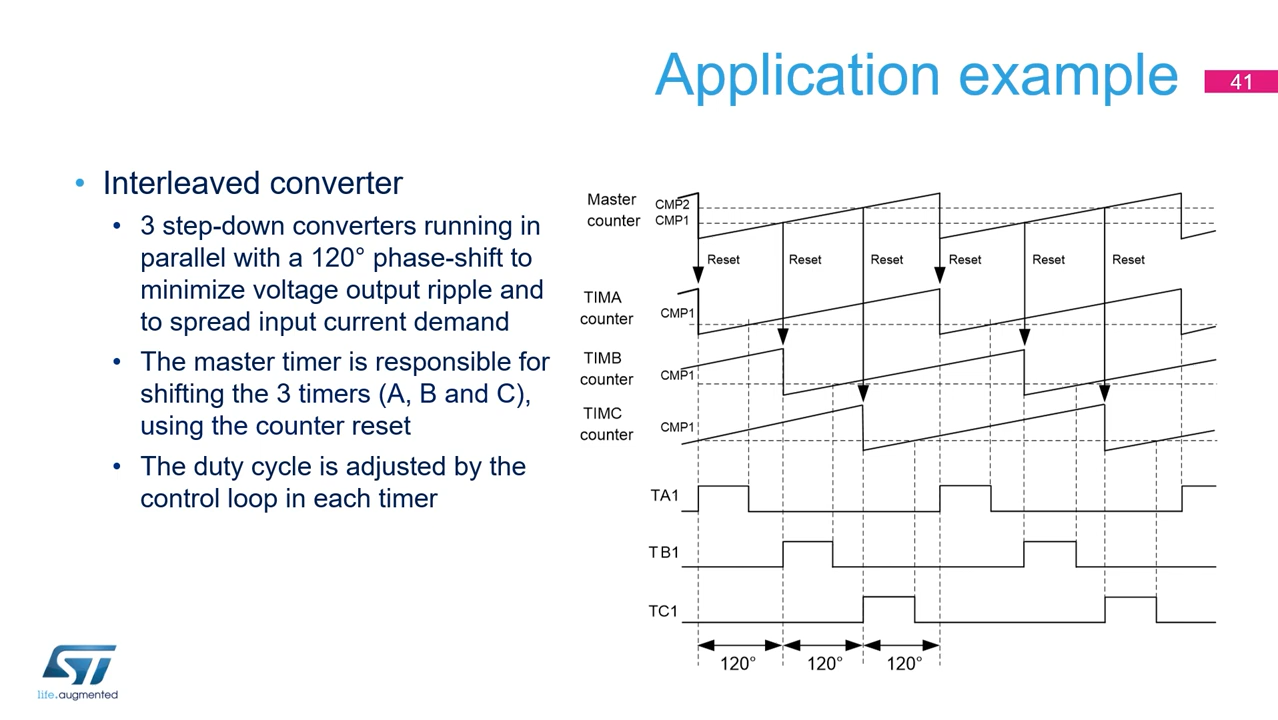 Application example
41
• Interleaved converter
• 3 step-down converters running in
parallel with a 120° phase-shift to
minimize voltage output ripple and
to spread input current demand
• The master timer is responsible for
shifting the 3 timers (A, B and C),
using the counter reset
• The duty cycle is adjusted by the
control loop in each timer
Master
counter
CMP2
CMP1
Reset Reset Reset Reset Reset Reset
TIMA
counter
CMP1
TIMB
counter
CMP1
TIMC
counter
CMP1
TA1
TB1
TC1
120° 120° 120°
ST
life.augmented